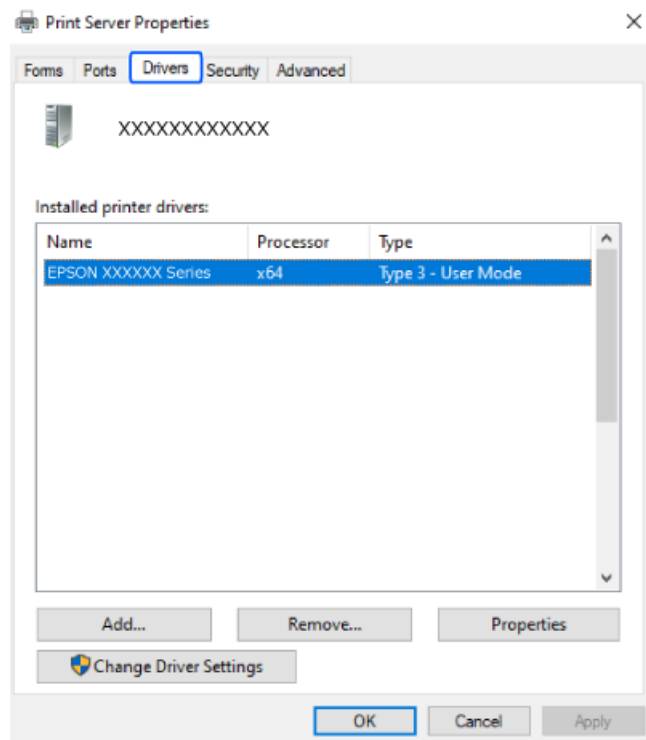 Print Server Properties
Forms Ports Drivers Security Advanced
XXXXXXXXXXXX
Installed printer drivers:
Name Processor Type
EPSON XXXXXX Series x64 Type 3 - User Mode
Add... Remove... Properties
Change Driver Settings
OK Cancel Apply